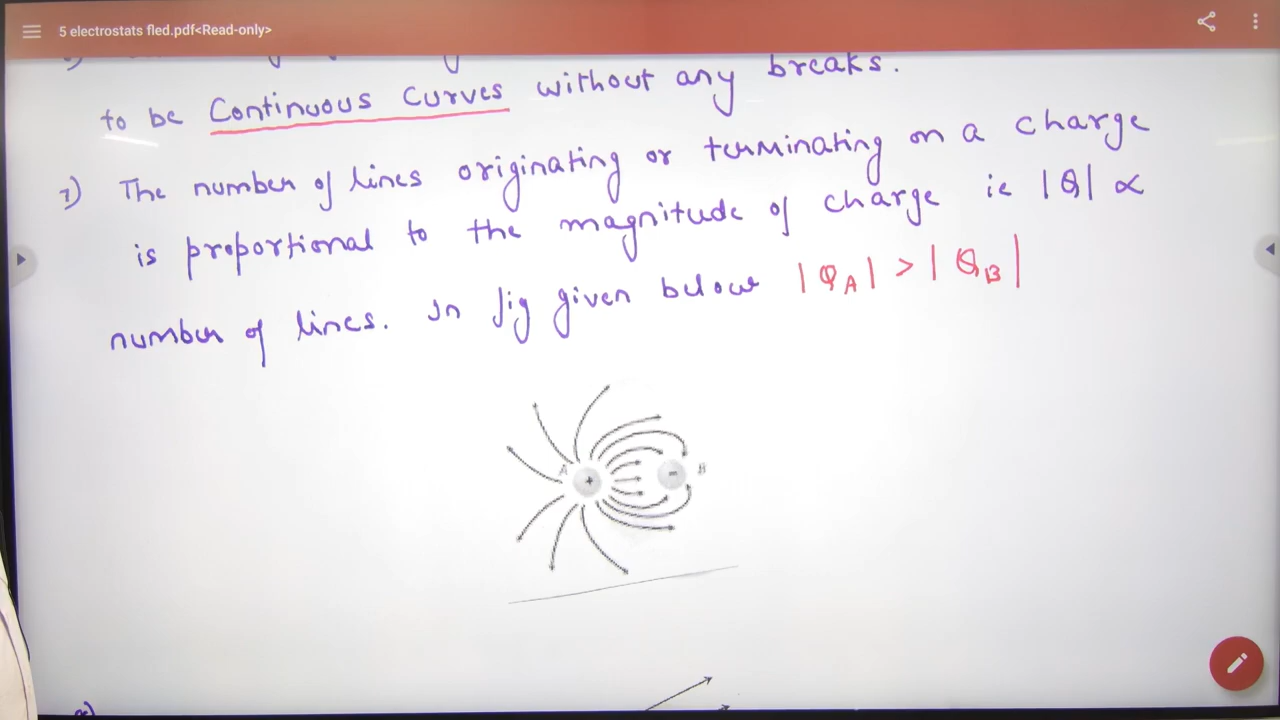 5 electrostats fled.pdf<Read-only>
to be Continuous Curves without any breaks.
7) The number of lines originating or terminating on a charge
is proportional to the magnitude of charge ie |Q| ∝
number of lines. In fig given below |Q_A| > |Q_B|
A
+
-
B